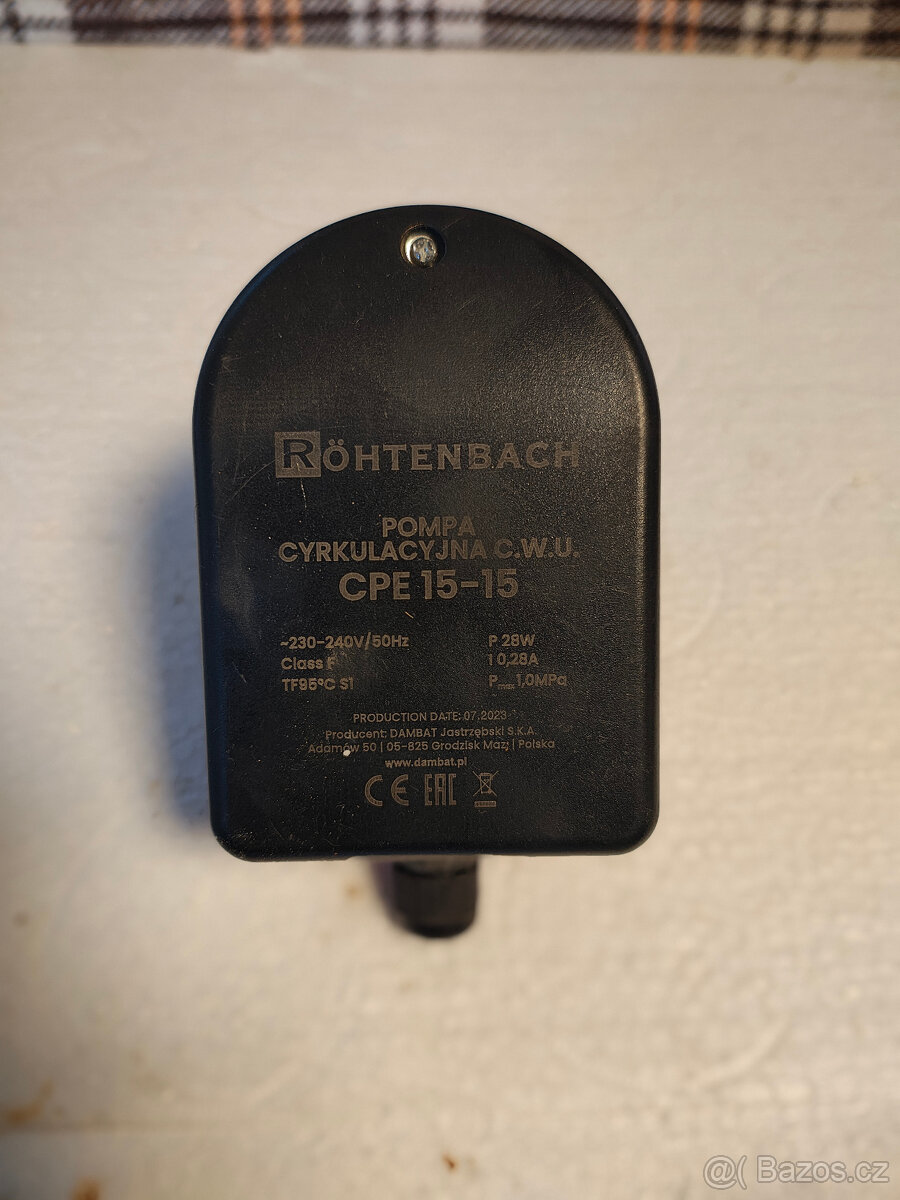 RÖHTENBACH
POMPA
CYRKULACYJNA C.W.U.
CPE 15-15
~230-240V/50Hz P 28W
Class F I 0,28A
TF95°C S1 Pmax 1,0MPa
PRODUCTION DATE: 07.2023
Producent: DAMBAT Jastrzębski S.K.A.
Adamów 50 | 05-825 Grodzisk Maz. | Polska
www.dambat.pl
CE EAC
@( Bazos.cz